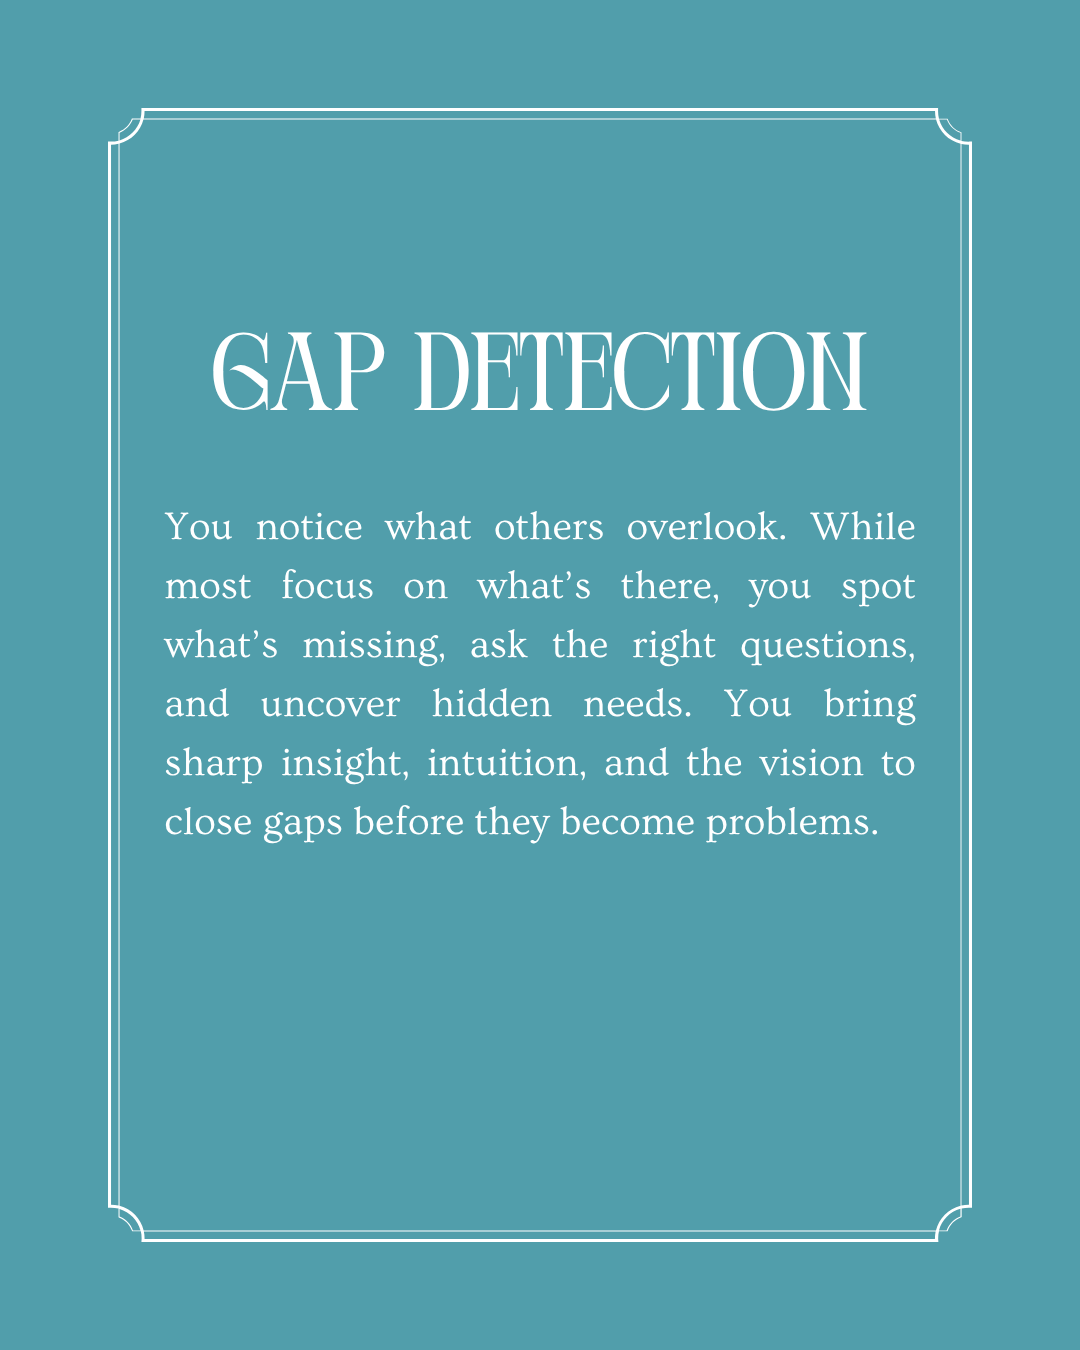 GAP DETECTION
You notice what others overlook. While
most focus on what’s there, you spot
what’s missing, ask the right questions,
and uncover hidden needs. You bring
sharp insight, intuition, and the vision to
close gaps before they become problems.